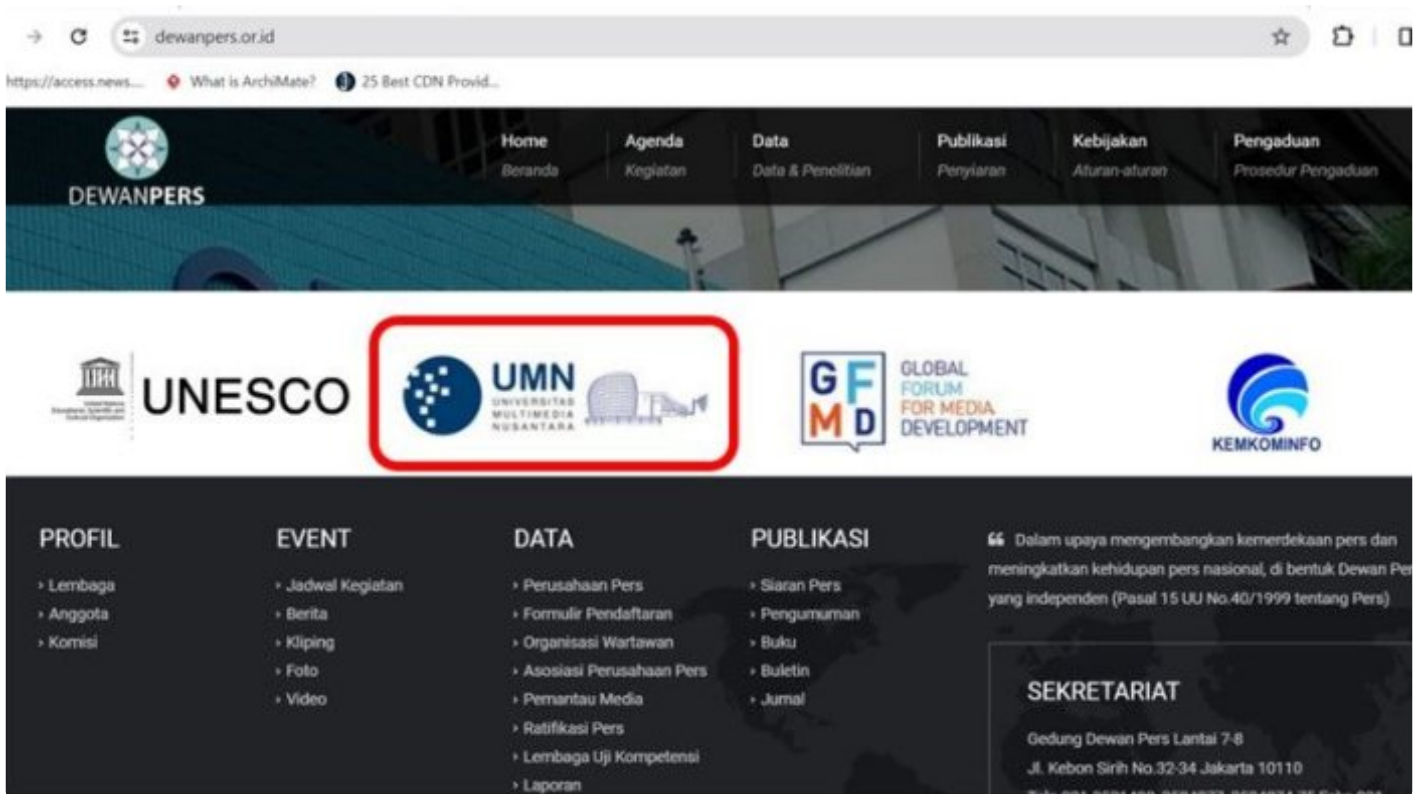 dewanpers.or.id
https://access.news.... What is ArchiMate? 25 Best CDN Provid...
DEWANPERS
Home Agenda Data Publikasi Kebijakan Pengaduan
Beranda Kegiatan Data & Penelitian Penyiaran Aturan-aturan Prosedur Pengaduan
UNESCO
UMN
UNIVERSITAS
MULTIMEDIA
NUSANTARA
GFMD
GLOBAL
FORUM
FOR MEDIA
DEVELOPMENT
KEMKOMINFO
PROFIL
› Lembaga
› Anggota
› Komisi
EVENT
› Jadwal Kegiatan
› Berita
› Kliping
› Foto
› Video
DATA
› Perusahaan Pers
› Formulir Pendaftaran
› Organisasi Wartawan
› Asosiasi Perusahaan Pers
› Pemantau Media
› Ratifikasi Pers
› Lembaga Uji Kompetensi
› Laporan
PUBLIKASI
› Siaran Pers
› Pengumuman
› Buku
› Buletin
› Jurnal
Dalam upaya mengembangkan kemerdekaan pers dan
meningkatkan kehidupan pers nasional, di bentuk Dewan Per
yang independen (Pasal 15 UU No.40/1999 tentang Pers)
SEKRETARIAT
Gedung Dewan Pers Lantai 7-8
Jl. Kebon Sirih No.32-34 Jakarta 10110